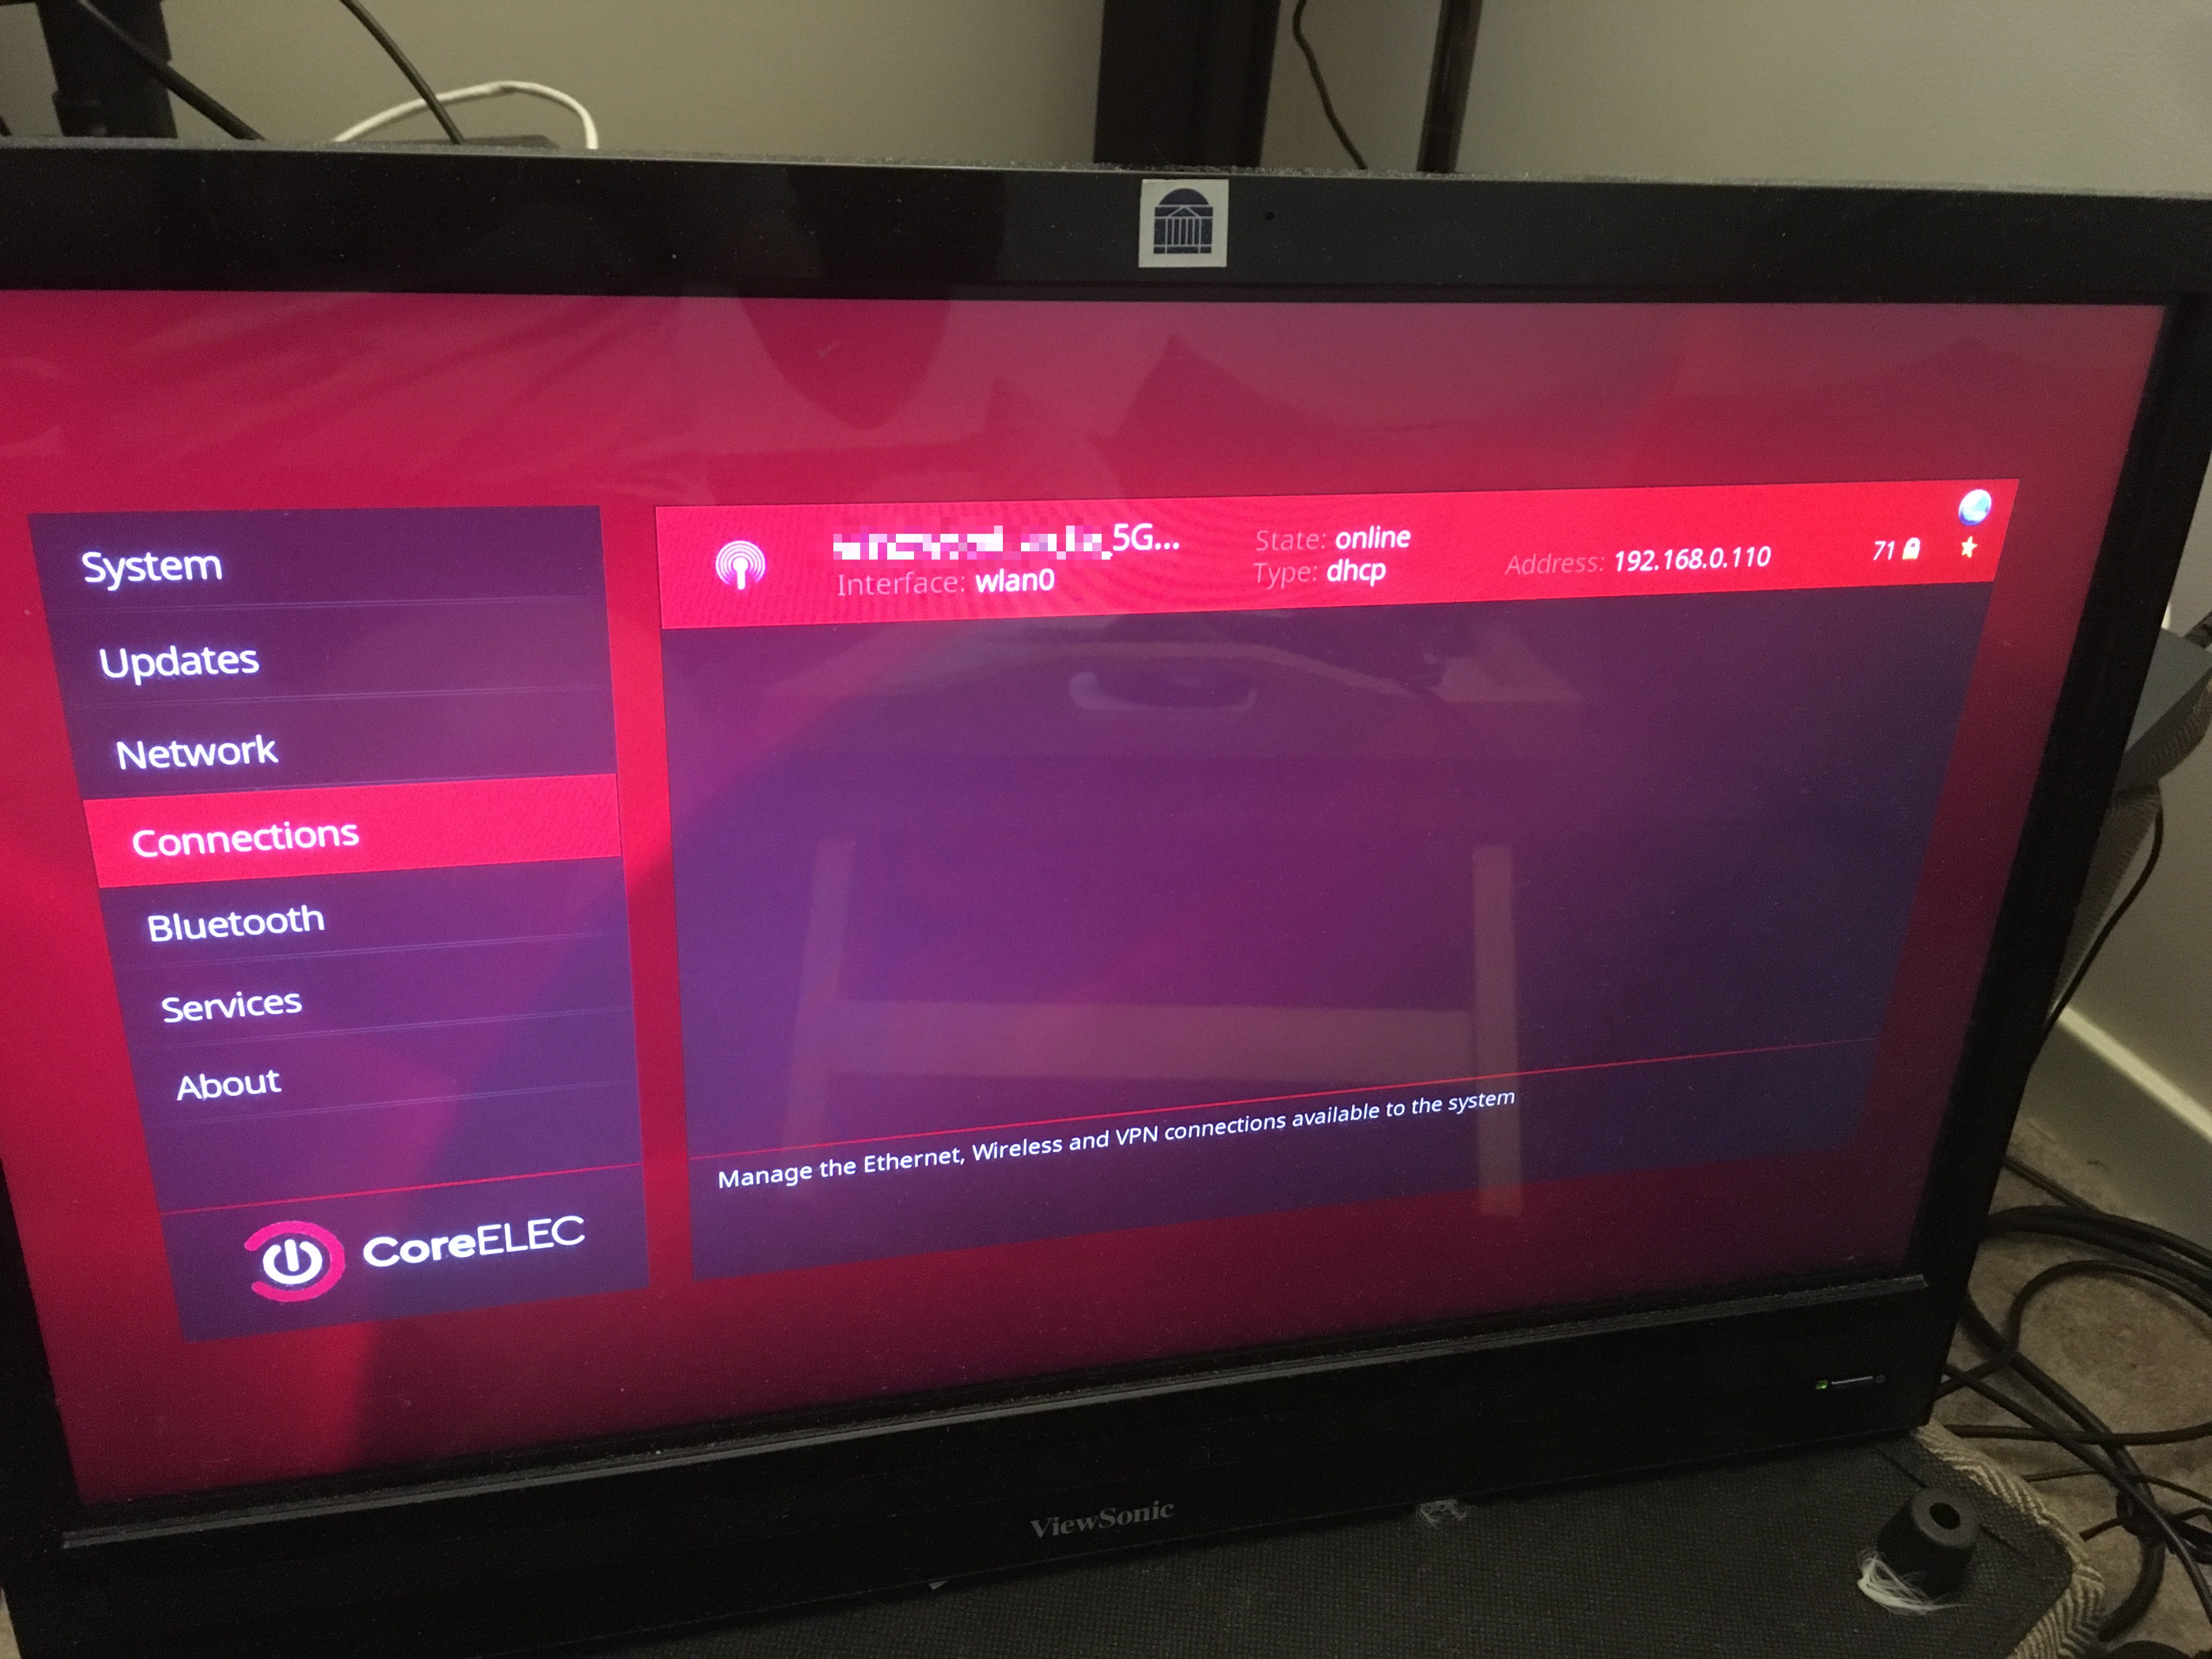 System
Updates
Network
Connections
Bluetooth
Services
About
CoreELEC
_5G...
Interface: wlan0
State: online
Type: dhcp
Address: 192.168.0.110
71
Manage the Ethernet, Wireless and VPN connections available to the system
ViewSonic